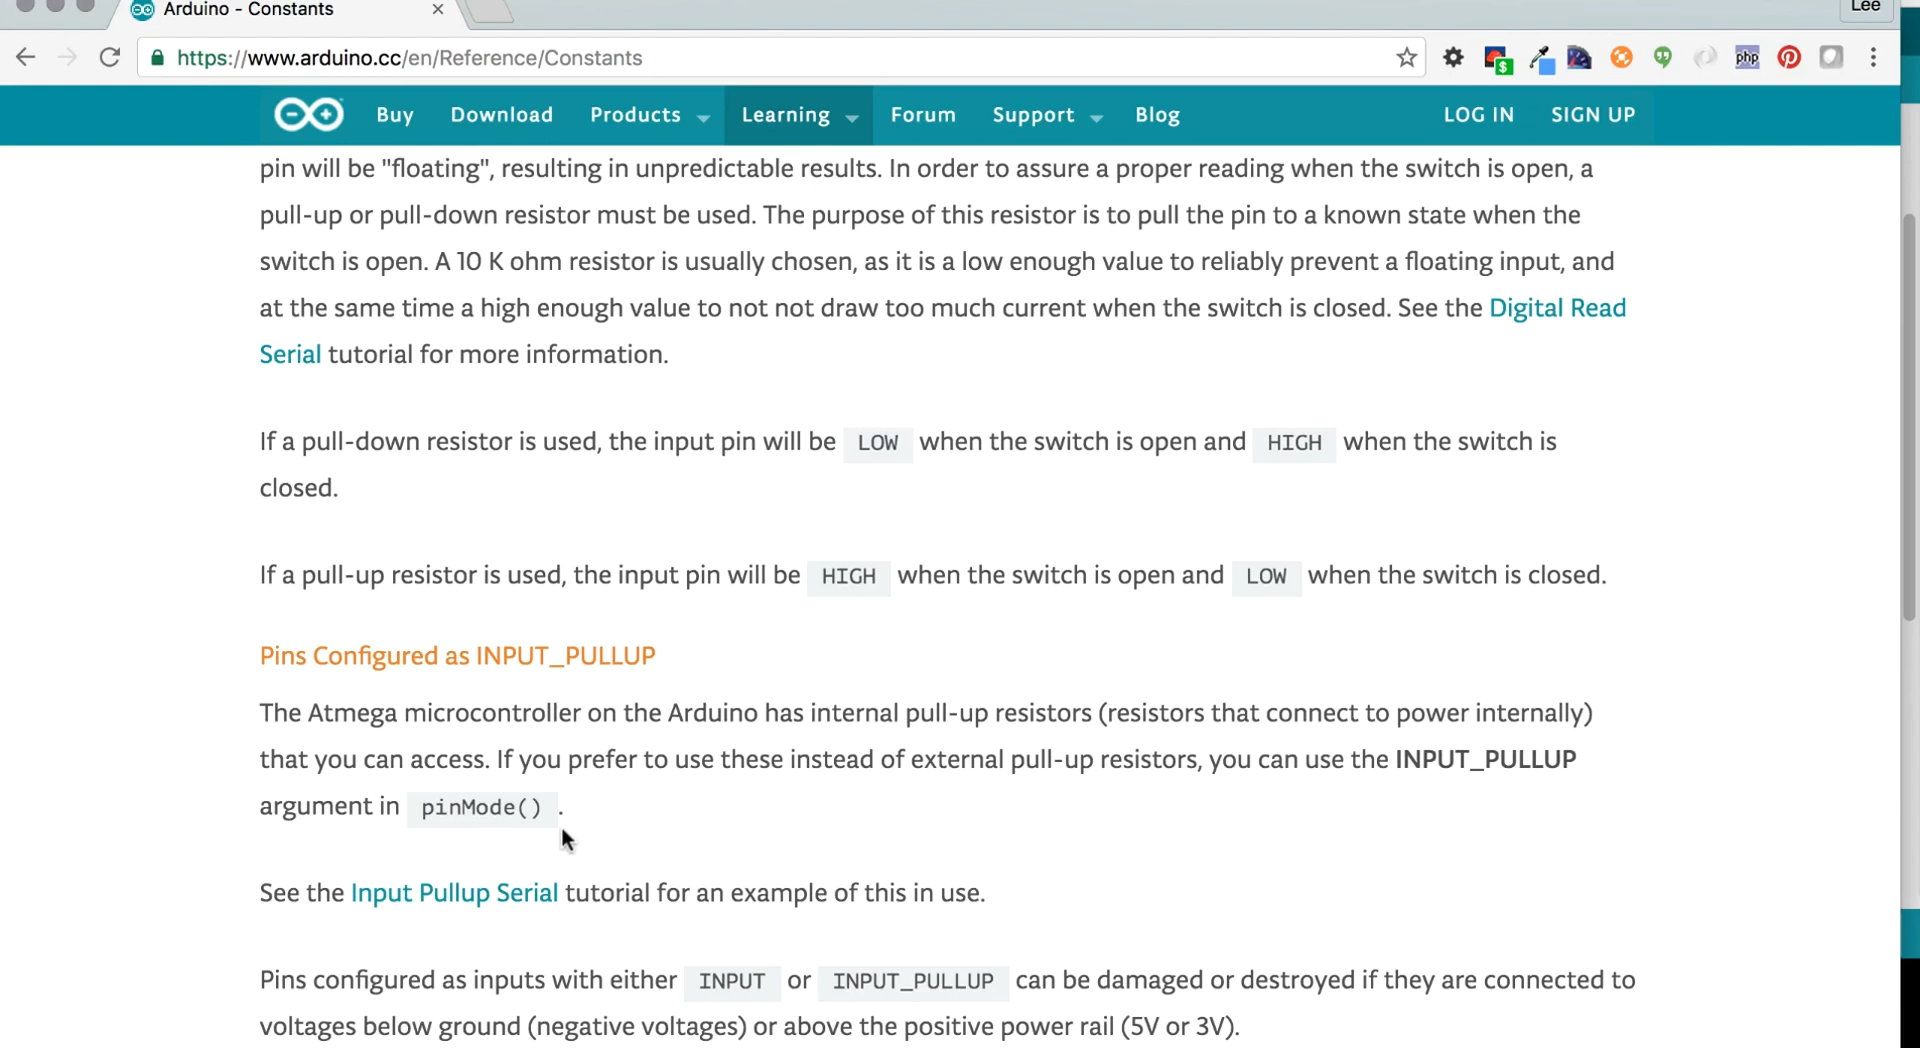 Arduino - Constants
Lee
https://www.arduino.cc/en/Reference/Constants
php
Buy Download Products Learning Forum Support Blog LOG IN SIGN UP
pin will be "floating", resulting in unpredictable results. In order to assure a proper reading when the switch is open, a
pull-up or pull-down resistor must be used. The purpose of this resistor is to pull the pin to a known state when the
switch is open. A 10 K ohm resistor is usually chosen, as it is a low enough value to reliably prevent a floating input, and
at the same time a high enough value to not not draw too much current when the switch is closed. See the Digital Read
Serial tutorial for more information.
If a pull-down resistor is used, the input pin will be LOW when the switch is open and HIGH when the switch is
closed.
If a pull-up resistor is used, the input pin will be HIGH when the switch is open and LOW when the switch is closed.
Pins Configured as INPUT_PULLUP
The Atmega microcontroller on the Arduino has internal pull-up resistors (resistors that connect to power internally)
that you can access. If you prefer to use these instead of external pull-up resistors, you can use the INPUT_PULLUP
argument in pinMode() .
See the Input Pullup Serial tutorial for an example of this in use.
Pins configured as inputs with either INPUT or INPUT_PULLUP can be damaged or destroyed if they are connected to
voltages below ground (negative voltages) or above the positive power rail (5V or 3V).